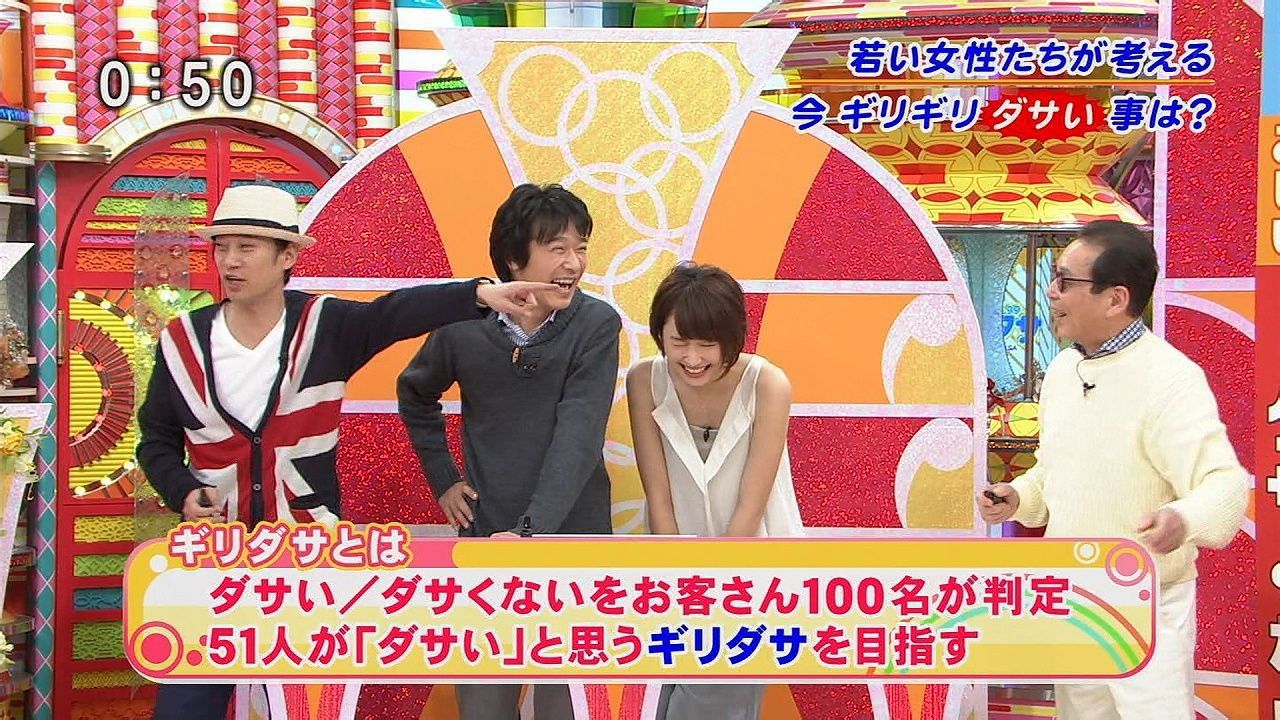 0:50
若い女性たちが考える
今 ギリギリ ダサい 事は?
ギリダサとは
ダサい/ダサくないをお客さん100名が判定
51人が「ダサい」と思うギリダサを目指す